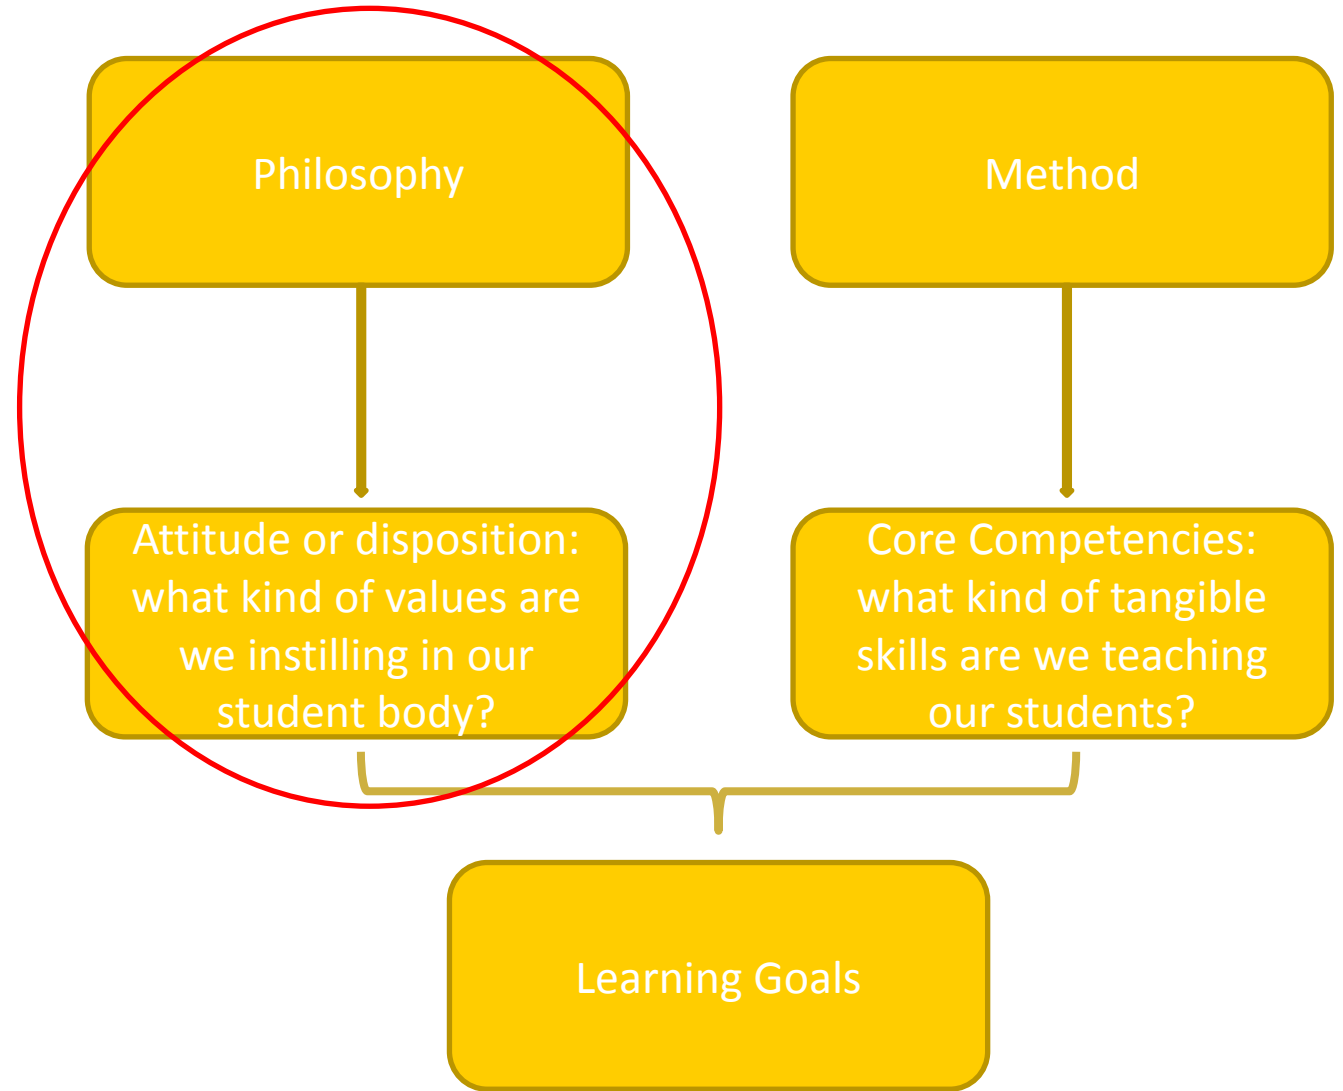 Philosophy
Method
Attitude or disposition:
what kind of values are
we instilling in our
student body?
Core Competencies:
what kind of tangible
skills are we teaching
our students?
Learning Goals